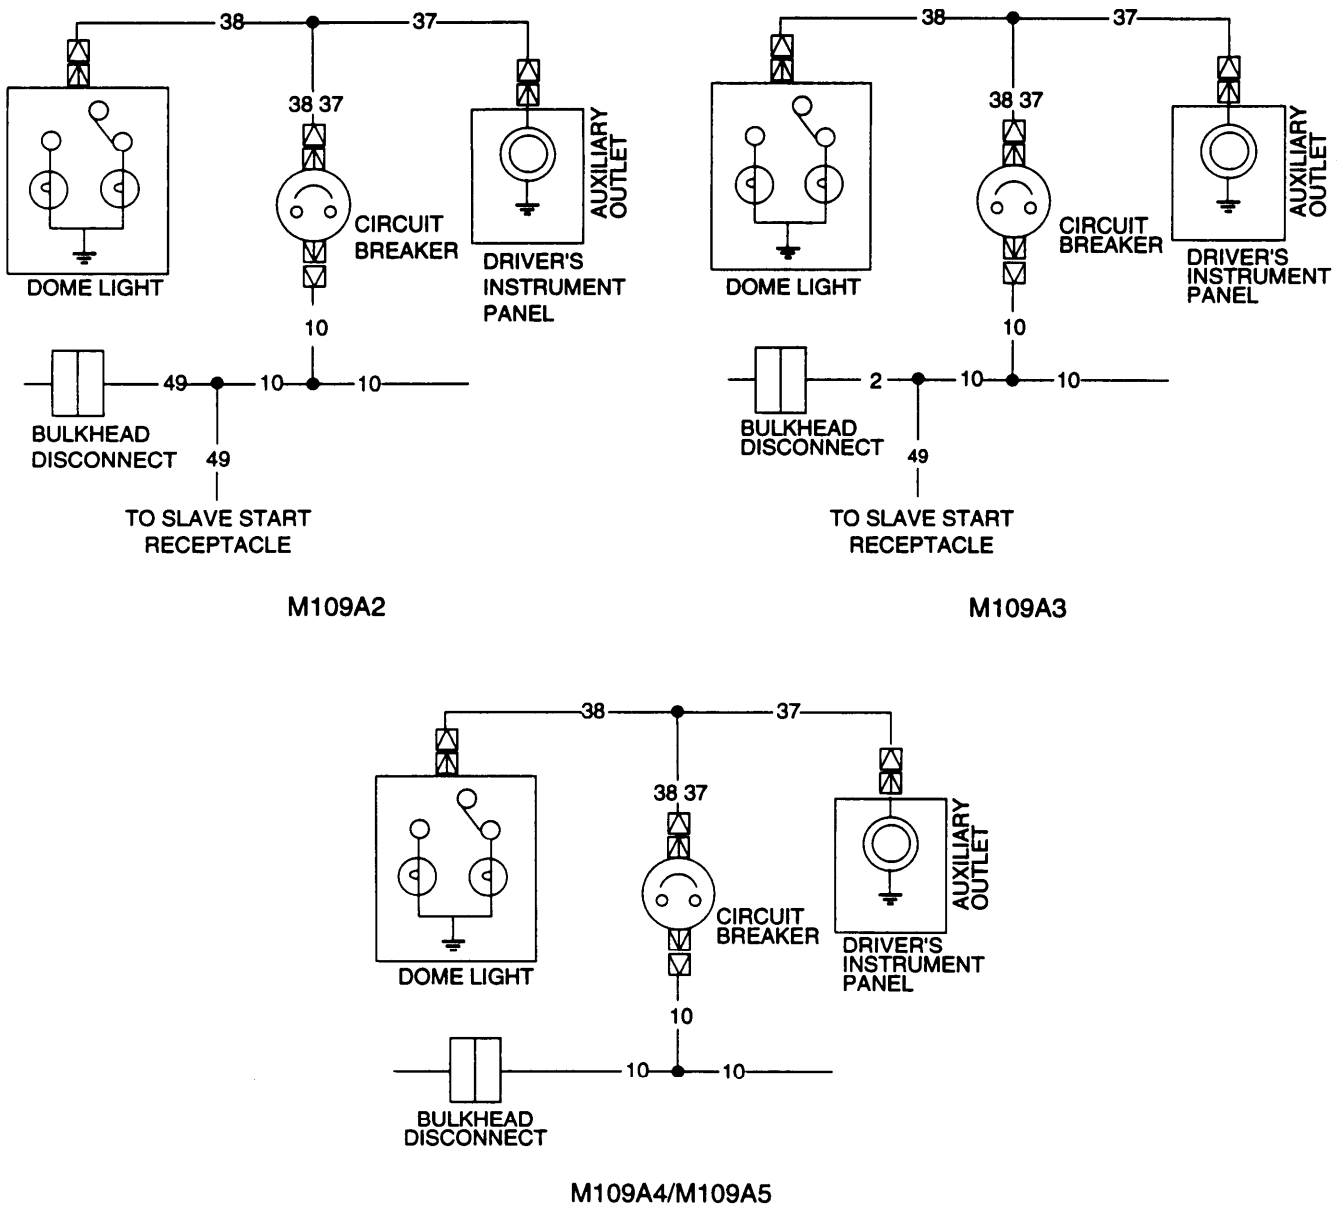 38
37
38 37
AUXILIARY
OUTLET
CIRCUIT
BREAKER
DOME LIGHT
DRIVER'S
INSTRUMENT
PANEL
10
49
10
10
BULKHEAD
DISCONNECT
49
TO SLAVE START
RECEPTACLE
M109A2
38
37
38 37
AUXILIARY
OUTLET
CIRCUIT
BREAKER
DOME LIGHT
DRIVER'S
INSTRUMENT
PANEL
10
2
10
10
BULKHEAD
DISCONNECT
49
TO SLAVE START
RECEPTACLE
M109A3
38
37
38 37
AUXILIARY
OUTLET
CIRCUIT
BREAKER
DOME LIGHT
DRIVER'S
INSTRUMENT
PANEL
10
10
10
BULKHEAD
DISCONNECT
M109A4/M109A5